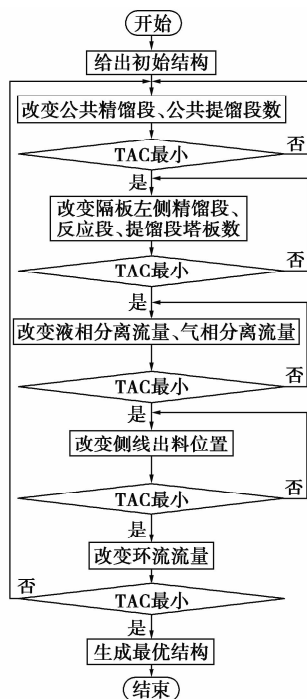 开始
给出初始结构
改变公共精馏段、公共提馏段数
TAC最小
否
是
改变隔板左侧精馏段、
反应段、提馏段塔板数
TAC最小
否
是
改变液相分离流量、气相分离流量
TAC最小
否
是
改变侧线出料位置
TAC最小
否
是
改变环流流量
否
TAC最小
是
生成最优结构
结束